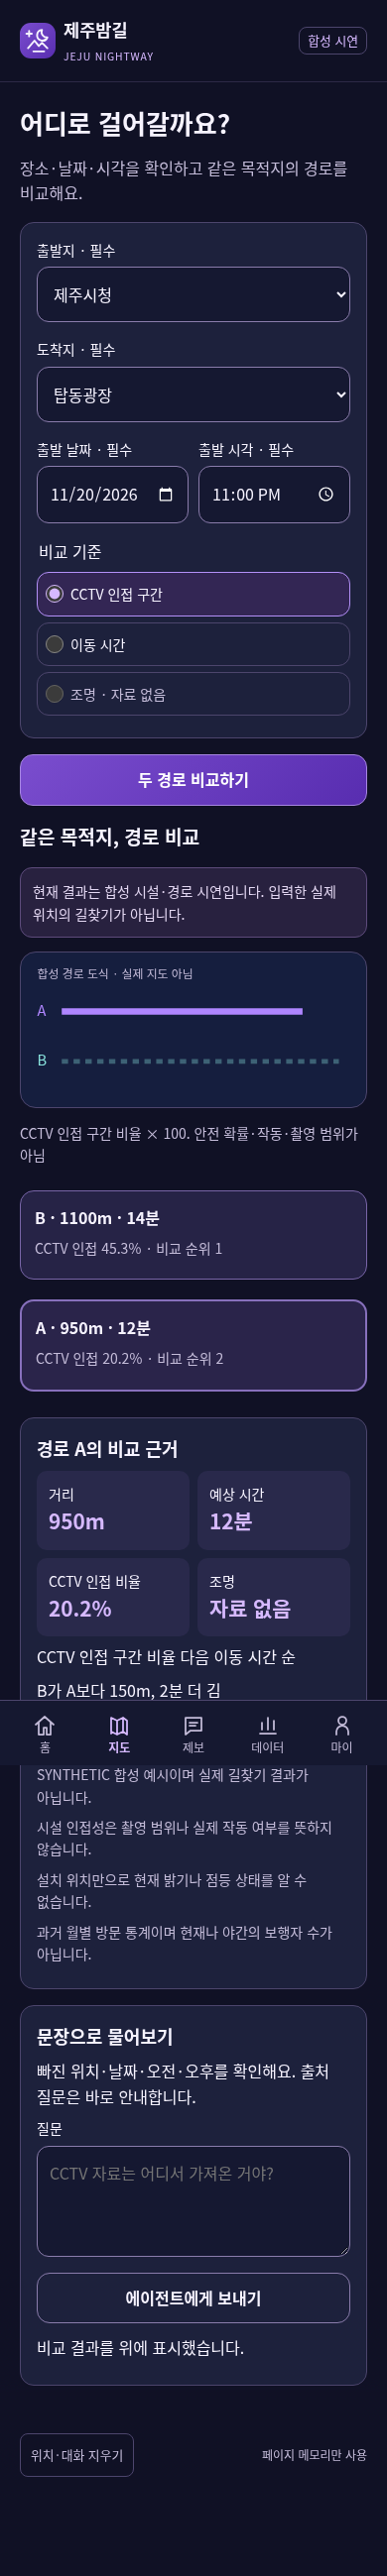 제주밤길
JEJU NIGHTWAY
합성 시연
어디로 걸어갈까요?
장소·날짜·시각을 확인하고 같은 목적지의 경로를
비교해요.
출발지 · 필수
제주시청
도착지 · 필수
탑동광장
출발 날짜 · 필수
출발 시각 · 필수
11/20/2026
11:00 PM
비교 기준
CCTV 인접 구간
이동 시간
조명 · 자료 없음
두 경로 비교하기
같은 목적지, 경로 비교
현재 결과는 합성 시설·경로 시연입니다. 입력한 실제
위치의 길찾기가 아닙니다.
합성 경로 도식 · 실제 지도 아님
A
B
CCTV 인접 구간 비율 × 100. 안전 확률·작동·촬영 범위가
아님
B · 1100m · 14분
CCTV 인접 45.3% · 비교 순위 1
A · 950m · 12분
CCTV 인접 20.2% · 비교 순위 2
경로 A의 비교 근거
거리
950m
예상 시간
12분
CCTV 인접 비율
20.2%
조명
자료 없음
CCTV 인접 구간 비율 다음 이동 시간 순
B가 A보다 150m, 2분 더 김
홈
지도
제보
데이터
마이
SYNTHETIC 합성 예시이며 실제 길찾기 결과가
아닙니다.
시설 인접성은 촬영 범위나 실제 작동 여부를 뜻하지
않습니다.
설치 위치만으로 현재 밝기나 점등 상태를 알 수
없습니다.
과거 월별 방문 통계이며 현재나 야간의 보행자 수가
아닙니다.
문장으로 물어보기
빠진 위치·날짜·오전·오후를 확인해요. 출처
질문은 바로 안내합니다.
질문
CCTV 자료는 어디서 가져온 거야?
에이전트에게 보내기
비교 결과를 위에 표시했습니다.
위치·대화 지우기
페이지 메모리만 사용